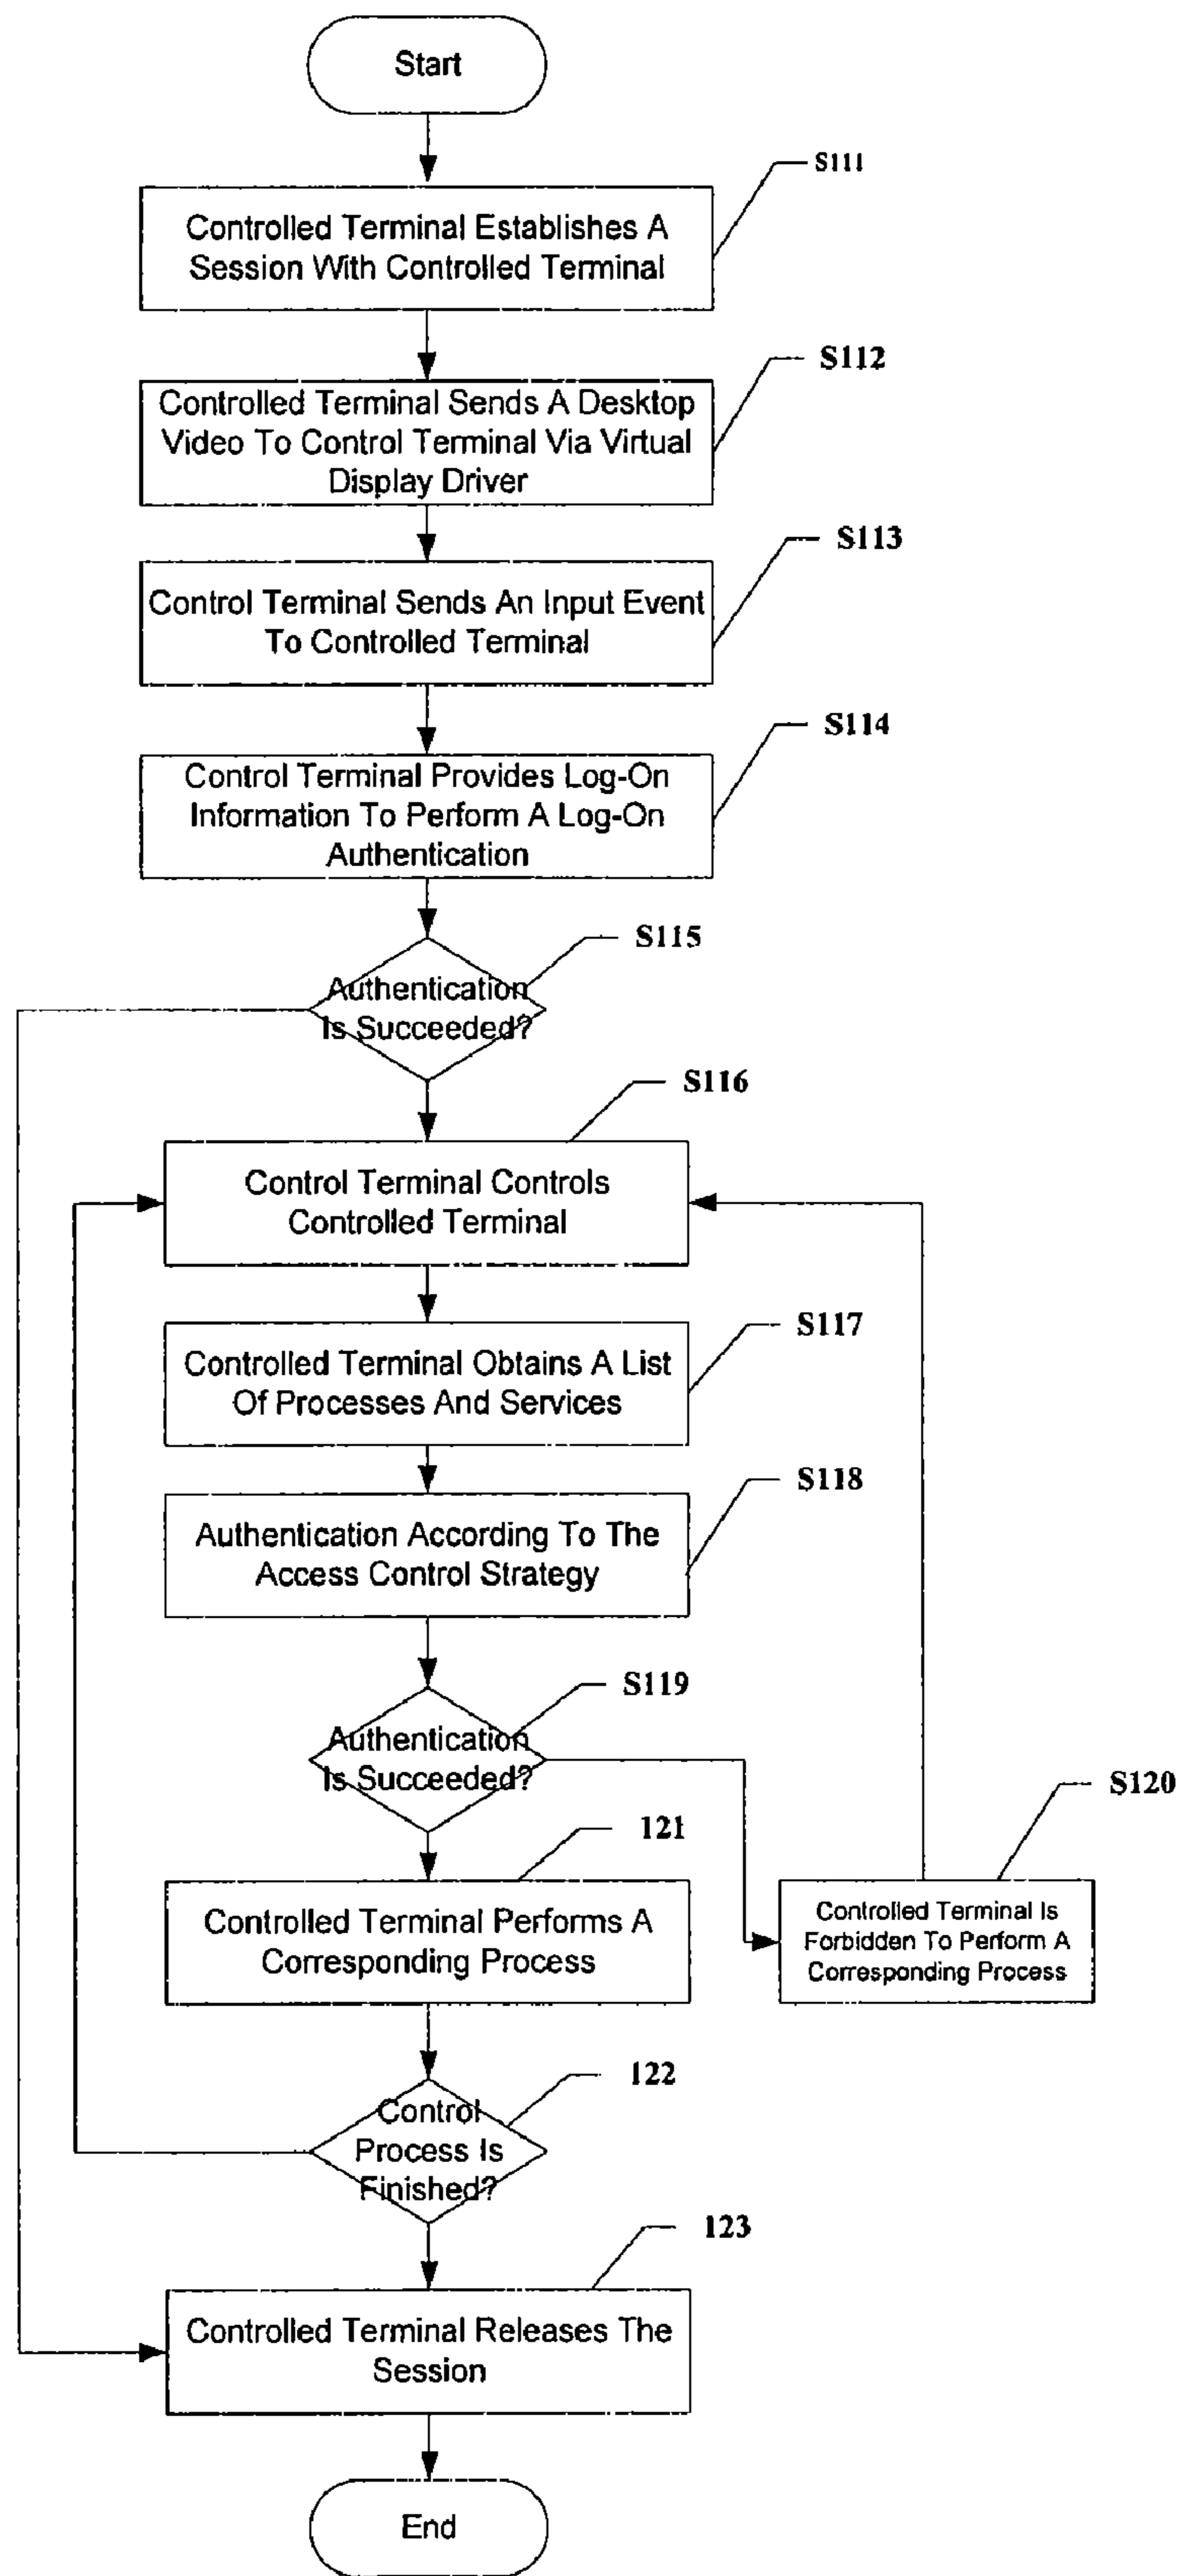 Start
S111
Controlled Terminal Establishes A
Session With Controlled Terminal
S112
Controlled Terminal Sends A Desktop
Video To Control Terminal Via Virtual
Display Driver
S113
Control Terminal Sends An Input Event
To Controlled Terminal
S114
Control Terminal Provides Log-On
Information To Perform A Log-On
Authentication
S115
Authentication
Is Succeeded?
S116
Control Terminal Controls
Controlled Terminal
S117
Controlled Terminal Obtains A List
Of Processes And Services
S118
Authentication According To The
Access Control Strategy
S119
Authentication
Is Succeeded?
S120
Controlled Terminal Is
Forbidden To Perform A
Corresponding Process
121
Controlled Terminal Performs A
Corresponding Process
122
Control
Process Is
Finished?
123
Controlled Terminal Releases The
Session
End